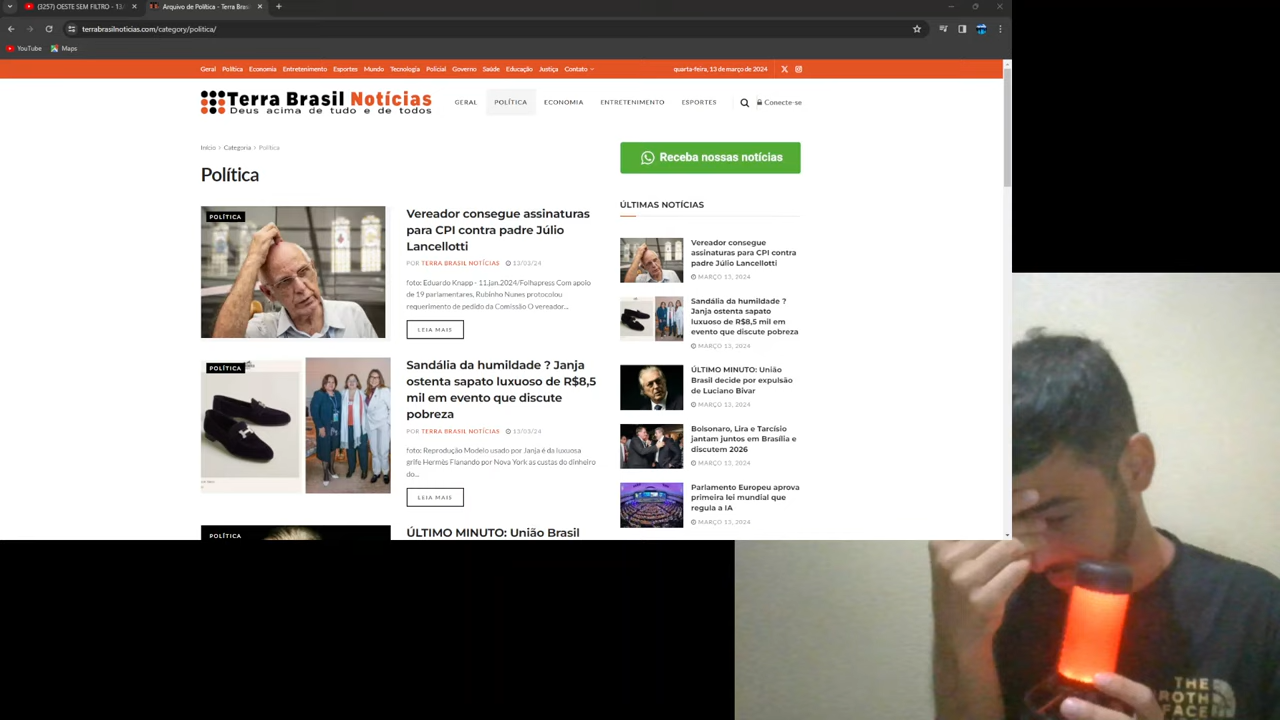 (3257) OESTE SEM FILTRO - 13/
Arquivo de Política - Terra Bras
terrabrasilnoticias.com/category/politica/
YouTube
Maps
Geral Política Economia Entretenimento Esportes Mundo Tecnologia Policial Governo Saúde Educação Justiça Contato
quarta-feira, 13 de março de 2024
Terra Brasil Notícias
Deus acima de tudo e de todos
GERAL POLÍTICA ECONOMIA ENTRETENIMENTO ESPORTES
Conecte-se
Início > Categoria > Política
Política
POLÍTICA
Vereador consegue assinaturas
para CPI contra padre Júlio
Lancellotti
POR TERRA BRASIL NOTÍCIAS 13/03/24
foto: Eduardo Knapp - 11.jan.2024/Folhapress Com apoio
de 19 parlamentares, Rubinho Nunes protocolou
requerimento de pedido da Comissão O vereador...
LEIA MAIS
POLÍTICA
Sandália da humildade ? Janja
ostenta sapato luxuoso de R$8,5
mil em evento que discute
pobreza
POR TERRA BRASIL NOTÍCIAS 13/03/24
foto: Reprodução Modelo usado por Janja é da luxuosa
grife Hermès Flanando por Nova York as custas do dinheiro
do...
LEIA MAIS
POLÍTICA
ÚLTIMO MINUTO: União Brasil
Receba nossas notícias
ÚLTIMAS NOTÍCIAS
Vereador consegue
assinaturas para CPI contra
padre Júlio Lancellotti
MARÇO 13, 2024
Sandália da humildade ?
Janja ostenta sapato
luxuoso de R$8,5 mil em
evento que discute pobreza
MARÇO 13, 2024
ÚLTIMO MINUTO: União
Brasil decide por expulsão
de Luciano Bivar
MARÇO 13, 2024
Bolsonaro, Lira e Tarcísio
jantam juntos em Brasília e
discutem 2026
MARÇO 13, 2024
Parlamento Europeu aprova
primeira lei mundial que
regula a IA
MARÇO 13, 2024
THE